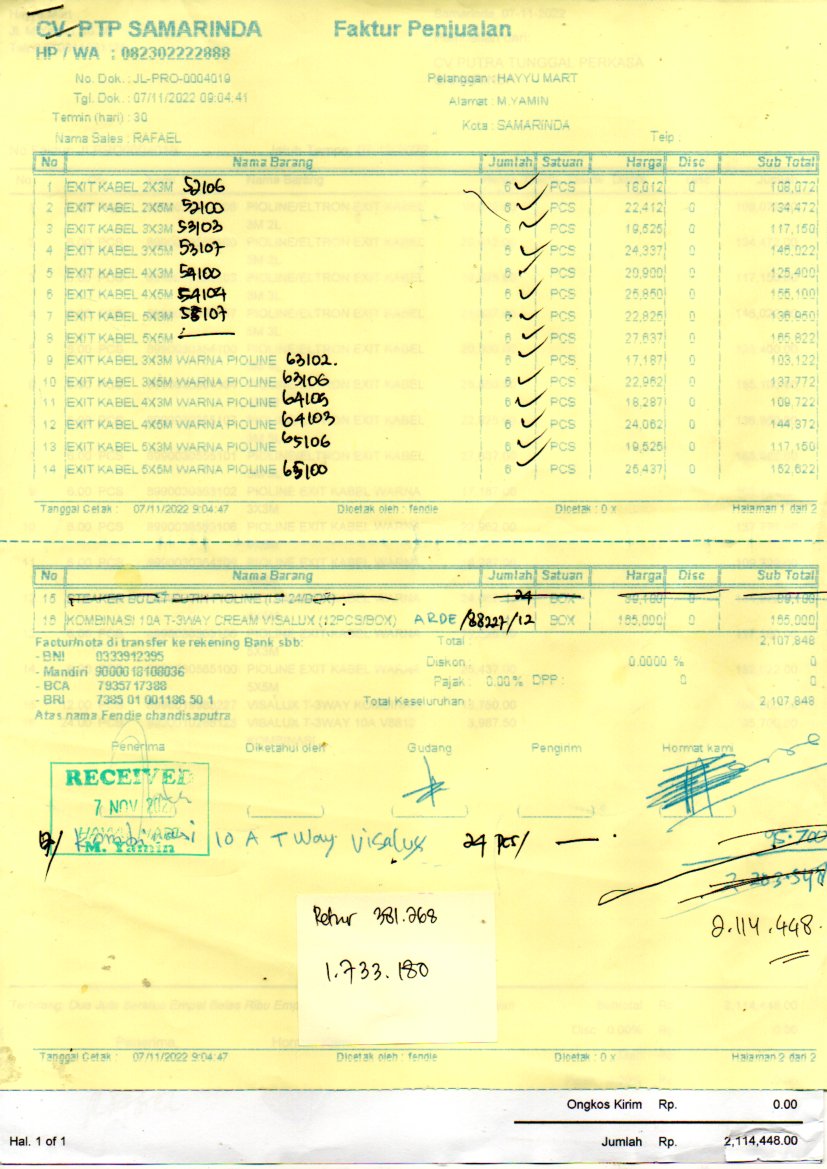 CV. PTP SAMARINDA Faktur Penjualan
HP / WA : 082302222888
No. Dok. : JL-PRO-0004019 Pelanggan : HAYYU MART
Tgl. Dok. : 07/11/2022 09:04:41 Alamat : M.YAMIN
Termin (hari) : 30 Kota : SAMARINDA
Nama Sales : RAFAEL Telp :
No Nama Barang Jumlah Satuan Harga Disc Sub Total
1 EXIT KABEL 2X3M 52106 6 PCS 18,012 0 108,072
2 EXIT KABEL 2X5M 52100 6 PCS 22,412 0 134,472
3 EXIT KABEL 3X3M 53103 6 PCS 19,525 0 117,150
4 EXIT KABEL 3X5M 53107 6 PCS 24,337 0 146,022
5 EXIT KABEL 4X3M 54100 6 PCS 20,900 0 125,400
6 EXIT KABEL 4X5M 54104 6 PCS 25,850 0 155,100
7 EXIT KABEL 5X3M 55107 6 PCS 22,825 0 136,950
8 EXIT KABEL 5X5M 6 PCS 27,637 0 165,822
9 EXIT KABEL 3X3M WARNA PIOLINE 63102. 6 PCS 17,187 0 103,122
10 EXIT KABEL 3X5M WARNA PIOLINE 63106 6 PCS 22,962 0 137,772
11 EXIT KABEL 4X3M WARNA PIOLINE 64109 6 PCS 18,287 0 109,722
12 EXIT KABEL 4X5M WARNA PIOLINE 64103 6 PCS 24,062 0 144,372
13 EXIT KABEL 5X3M WARNA PIOLINE 65106 6 PCS 19,525 0 117,150
14 EXIT KABEL 5X5M WARNA PIOLINE 65100 6 PCS 25,437 0 152,622
Tanggal Cetak : 07/11/2022 9:04:47 Dicetak oleh : fendie Dicetak : 0 x Halaman 1 dari 2
No Nama Barang Jumlah Satuan Harga Disc Sub Total
15 STEAKER BULAT PUTIH PIOLINE (ISI 24/BOX) 24 BOX 89,100 0 89,100
16 KOMBINASI 10A T-3WAY CREAM VISALUX (12PCS/BOX) ARDE /88227/12 BOX 165,000 0 165,000
Factur/nota di transfer ke rekening Bank sbb: Total : 2,107,848
- BNI 0333912395 Diskon : 0.0000 % 0
- Mandiri 9000018108036 Pajak : 0.00 % DPP : 0 0
- BCA 7935717388
- BRI 7385 01 001186 50 1 Total Keseluruhan : 2,107,848
Atas nama Fendie chandisaputra
Penerima Diketahui oleh Gudang Pengirim Hormat kami
RECEIVED
7 NOV 2022
M. Yamin
Kombinasi 10 A T Way Visalux 24 pcs/ 95.700
2.203.548
2.114.448.
Retur 381.268
1.733.180
Tanggal Cetak : 07/11/2022 9:04:47 Dicetak oleh : fendie Dicetak : 0 x Halaman 2 dari 2
Ongkos Kirim Rp. 0.00
Hal. 1 of 1 Jumlah Rp. 2,114,448.00